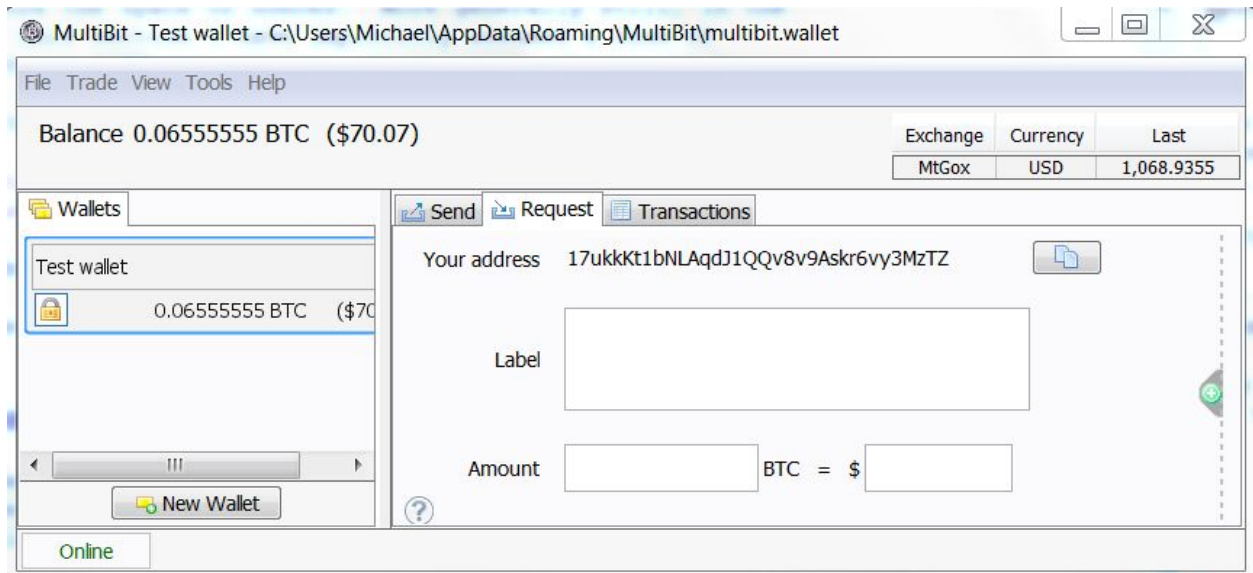 MultiBit - Test wallet - C:\Users\Michael\AppData\Roaming\MultiBit\multibit.wallet
File Trade View Tools Help
Balance 0.06555555 BTC ($70.07)
Exchange Currency Last
MtGox USD 1,068.9355
Wallets
Test wallet
0.06555555 BTC ($70
New Wallet
Send Request Transactions
Your address 17ukkKt1bNLAqdJ1QQv8v9Askr6vy3MzTZ
Label
Amount BTC = $
?
Online